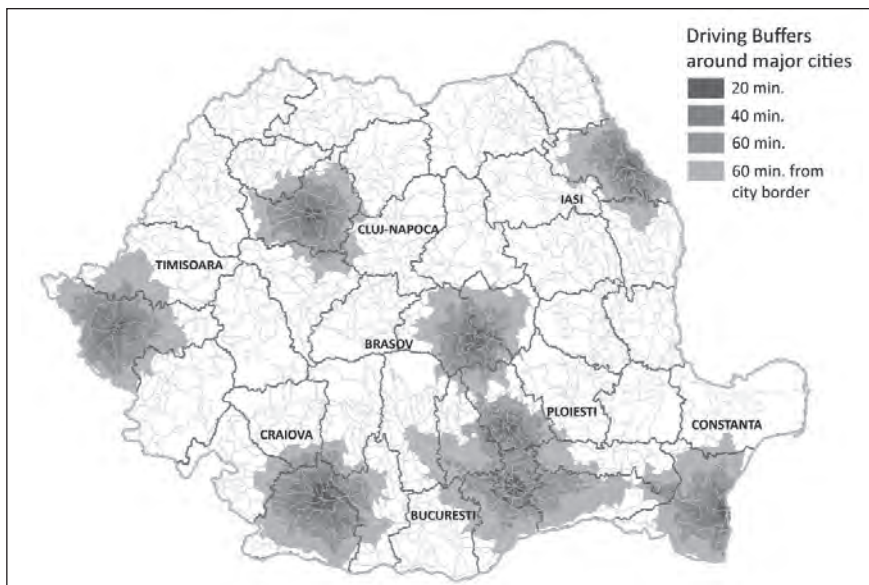 Driving Buffers
around major cities
20 min.
40 min.
60 min.
60 min. from
city border
IASI
CLUJ-NAPOCA
TIMISOARA
BRASOV
PLOIESTI
CONSTANTA
CRAIOVA
BUCURESTI